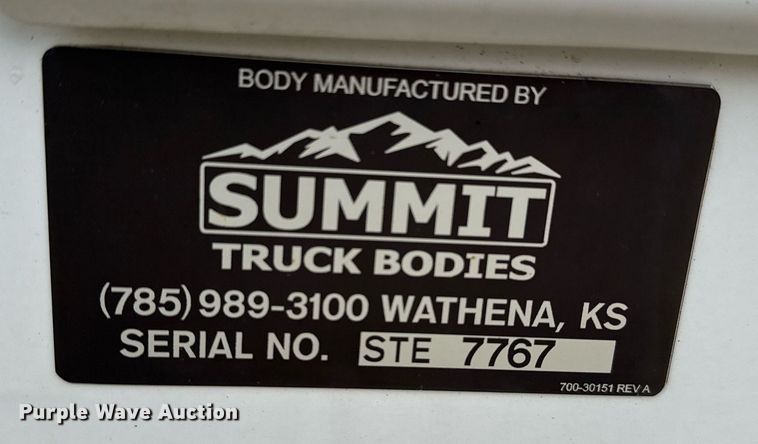 BODY MANUFACTURED BY
SUMMIT
TRUCK BODIES
(785) 989-3100 WATHENA, KS
SERIAL NO. STE 7767
700-30151 REV A
Purple Wave Auction